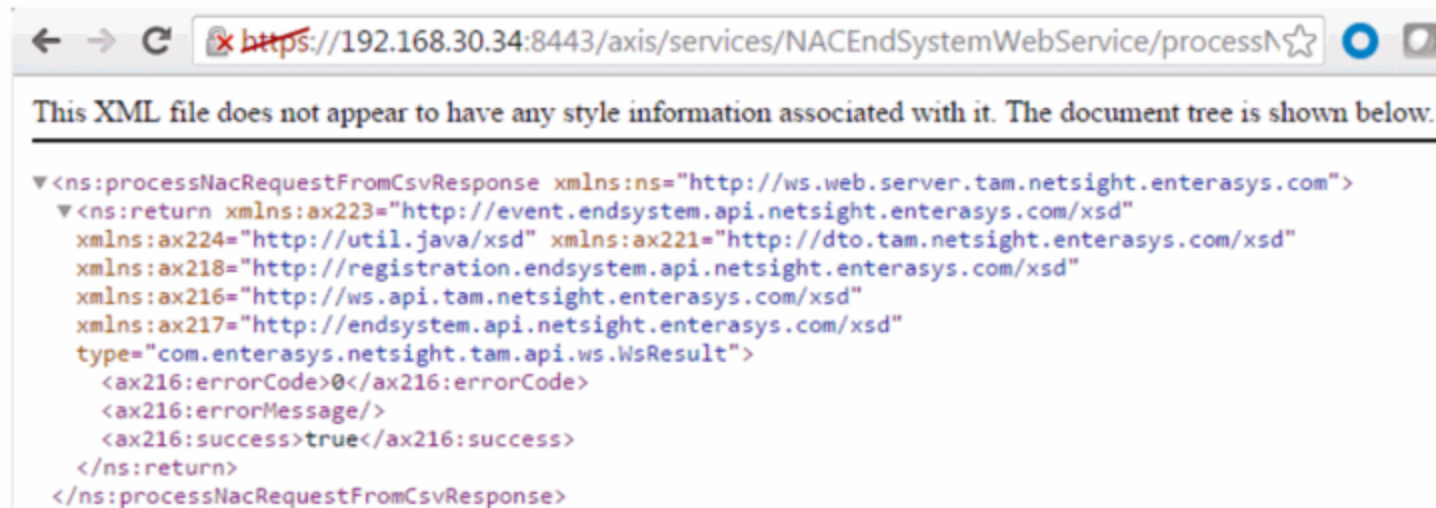 https://192.168.30.34:8443/axis/services/NACEndSystemWebService/process
This XML file does not appear to have any style information associated with it. The document tree is shown below.
▼<ns:processNacRequestFromCsvResponse xmlns:ns="http://ws.web.server.tam.netsight.enterasys.com">
▼<ns:return xmlns:ax223="http://event.endsystem.api.netsight.enterasys.com/xsd"
xmlns:ax224="http://util.java/xsd" xmlns:ax221="http://dto.tam.netsight.enterasys.com/xsd"
xmlns:ax218="http://registration.endsystem.api.netsight.enterasys.com/xsd"
xmlns:ax216="http://ws.api.tam.netsight.enterasys.com/xsd"
xmlns:ax217="http://endsystem.api.netsight.enterasys.com/xsd"
type="com.enterasys.netsight.tam.api.ws.WsResult">
<ax216:errorCode>0</ax216:errorCode>
<ax216:errorMessage/>
<ax216:success>true</ax216:success>
</ns:return>
</ns:processNacRequestFromCsvResponse>